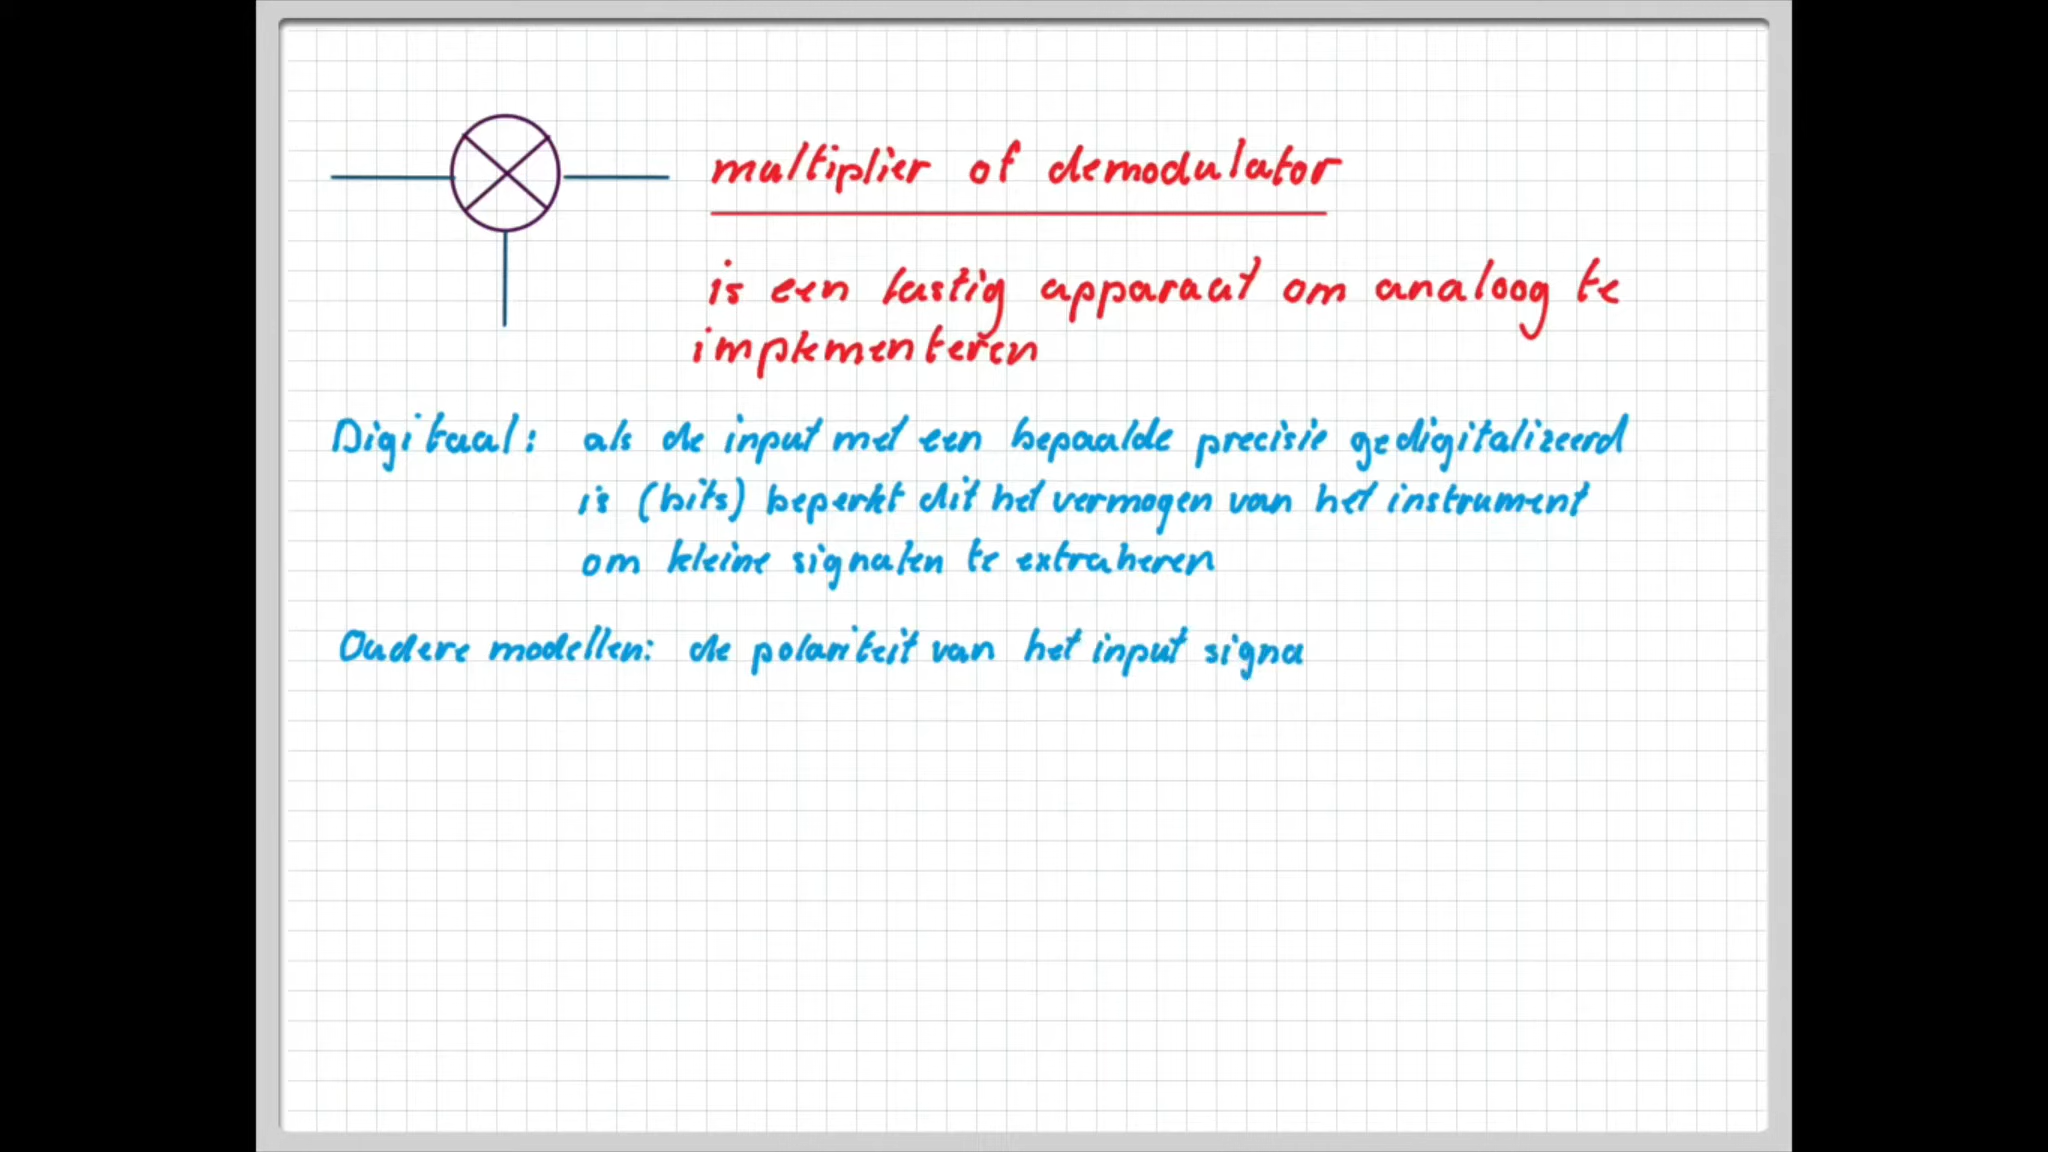 multiplier of demodulator
is een lastig apparaat om analoog te
implementeren
Digitaal: als de input met een bepaalde precisie gedigitalizeerd
is (bits) beperkt dit het vermogen van het instrument
om kleine signalen te extraheren
Oudere modellen: de polariteit van het input signa